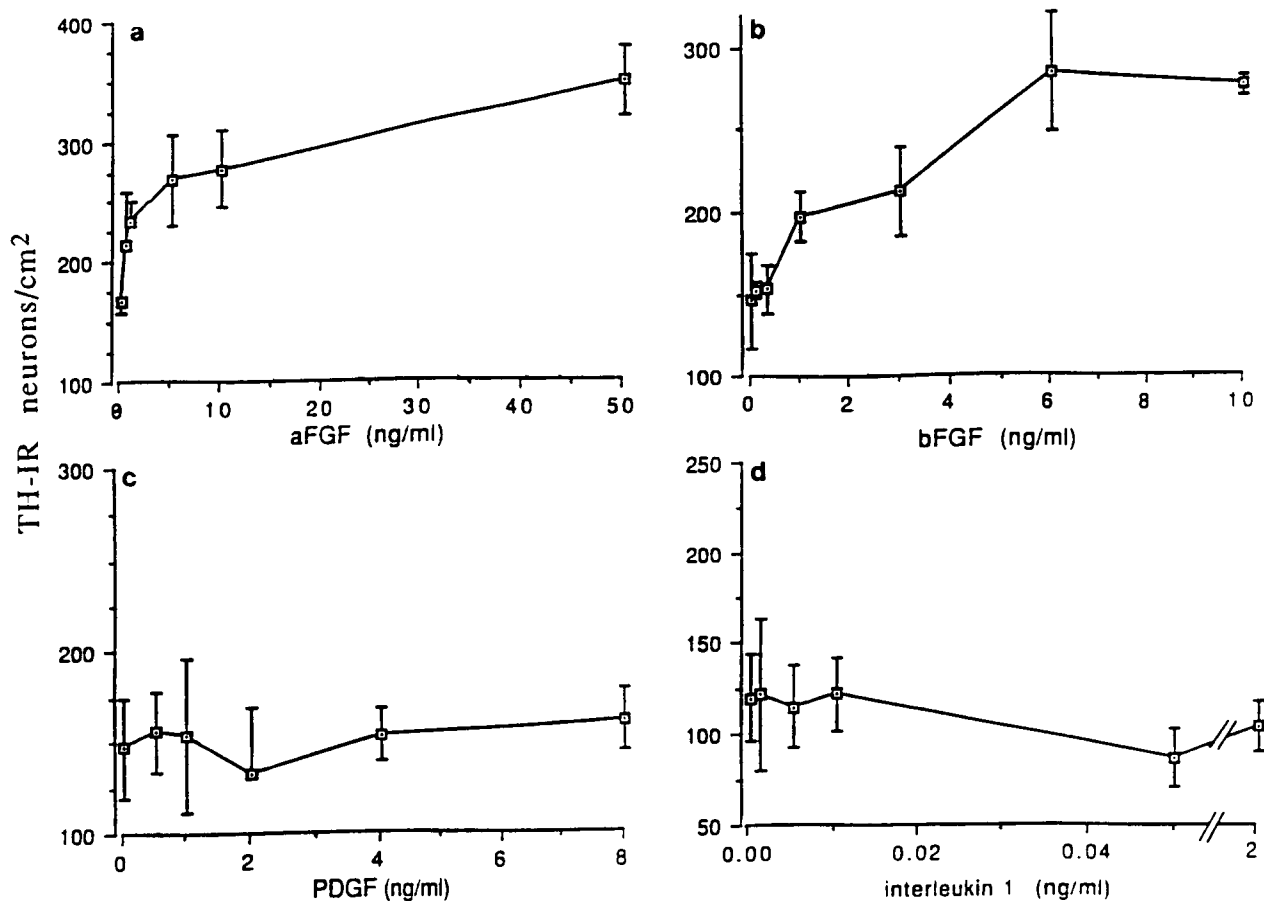 TH-IR neurons/cm2
a
400
300
200
100
0 10 20 30 40 50
aFGF (ng/ml)
b
300
200
100
0 2 4 6 8 10
bFGF (ng/ml)
c
300
200
100
0 2 4 6 8
PDGF (ng/ml)
d
250
200
150
100
50
0.00 0.02 0.04 2
interleukin 1 (ng/ml)